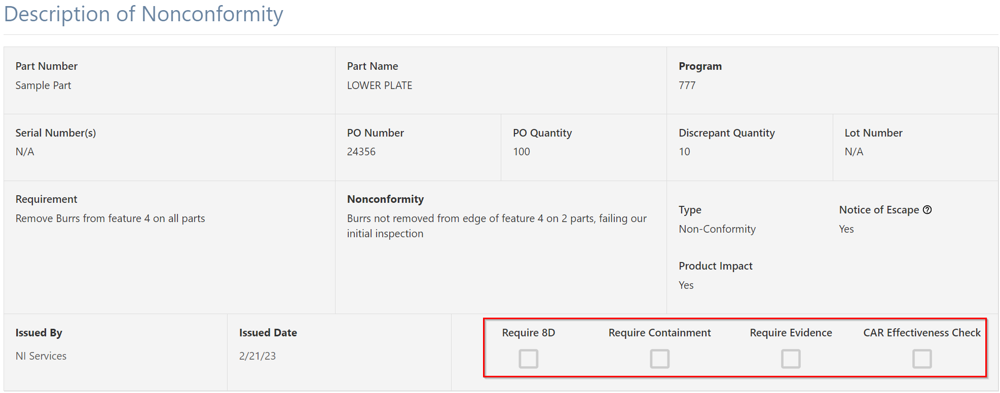 Description of Nonconformity
Part Number
Sample Part
Part Name
LOWER PLATE
Program
777
Serial Number(s)
N/A
PO Number
24356
PO Quantity
100
Discrepant Quantity
10
Lot Number
N/A
Requirement
Remove Burrs from feature 4 on all parts
Nonconformity
Burrs not removed from edge of feature 4 on 2 parts, failing our
initial inspection
Type
Non-Conformity
Notice of Escape ?
Yes
Product Impact
Yes
Issued By
NI Services
Issued Date
2/21/23
Require 8D
Require Containment
Require Evidence
CAR Effectiveness Check